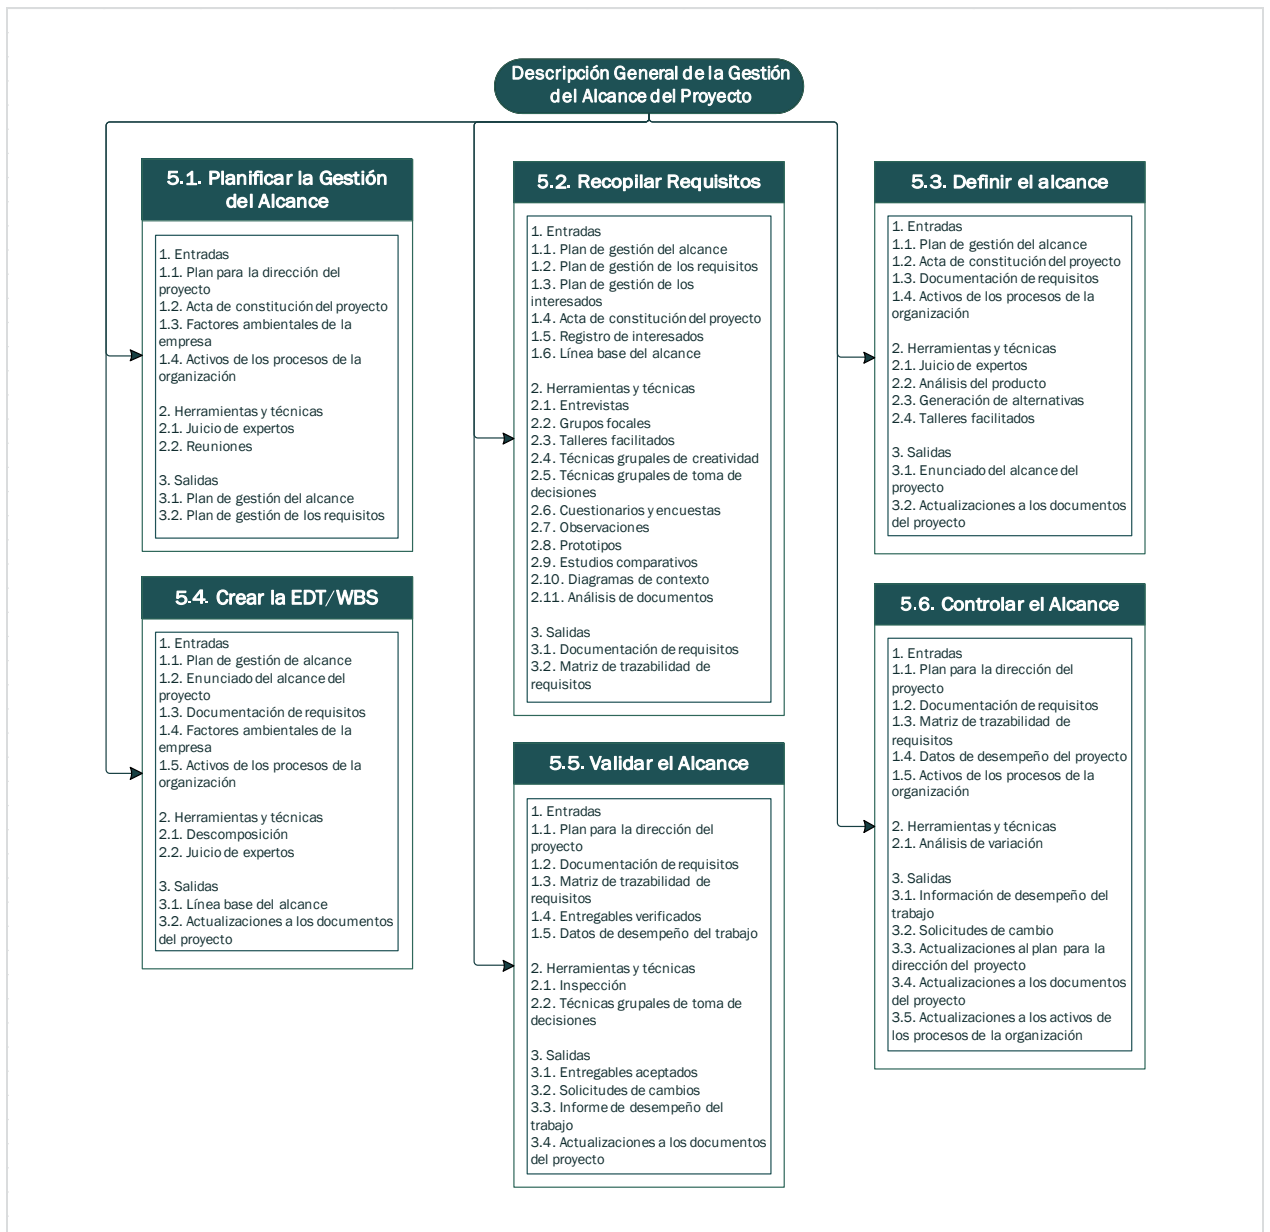 Descripción General de la Gestión
del Alcance del Proyecto
5.1. Planificar la Gestión
del Alcance
1. Entradas
1.1. Plan para la dirección del
proyecto
1.2. Acta de constitución del proyecto
1.3. Factores ambientales de la
empresa
1.4. Activos de los procesos de la
organización
2. Herramientas y técnicas
2.1. Juicio de expertos
2.2. Reuniones
3. Salidas
3.1. Plan de gestión del alcance
3.2. Plan de gestión de los requisitos
5.2. Recopilar Requisitos
1. Entradas
1.1. Plan de gestión del alcance
1.2. Plan de gestión de los requisitos
1.3. Plan de gestión de los
interesados
1.4. Acta de constitución del proyecto
1.5. Registro de interesados
1.6. Línea base del alcance
2. Herramientas y técnicas
2.1. Entrevistas
2.2. Grupos focales
2.3. Talleres facilitados
2.4. Técnicas grupales de creatividad
2.5. Técnicas grupales de toma de
decisiones
2.6. Cuestionarios y encuestas
2.7. Observaciones
2.8. Prototipos
2.9. Estudios comparativos
2.10. Diagramas de contexto
2.11. Análisis de documentos
3. Salidas
3.1. Documentación de requisitos
3.2. Matriz de trazabilidad de
requisitos
5.3. Definir el alcance
1. Entradas
1.1. Plan de gestión del alcance
1.2. Acta de constitución del proyecto
1.3. Documentación de requisitos
1.4. Activos de los procesos de la
organización
2. Herramientas y técnicas
2.1. Juicio de expertos
2.2. Análisis del producto
2.3. Generación de alternativas
2.4. Talleres facilitados
3. Salidas
3.1. Enunciado del alcance del
proyecto
3.2. Actualizaciones a los documentos
del proyecto
5.4. Crear la EDT/WBS
1. Entradas
1.1. Plan de gestión de alcance
1.2. Enunciado del alcance del
proyecto
1.3. Documentación de requisitos
1.4. Factores ambientales de la
empresa
1.5. Activos de los procesos de la
organización
2. Herramientas y técnicas
2.1. Descomposición
2.2. Juicio de expertos
3. Salidas
3.1. Línea base del alcance
3.2. Actualizaciones a los documentos
del proyecto
5.5. Validar el Alcance
1. Entradas
1.1. Plan para la dirección del
proyecto
1.2. Documentación de requisitos
1.3. Matriz de trazabilidad de
requisitos
1.4. Entregables verificados
1.5. Datos de desempeño del trabajo
2. Herramientas y técnicas
2.1. Inspección
2.2. Técnicas grupales de toma de
decisiones
3. Salidas
3.1. Entregables aceptados
3.2. Solicitudes de cambios
3.3. Informe de desempeño del
trabajo
3.4. Actualizaciones a los documentos
del proyecto
5.6. Controlar el Alcance
1. Entradas
1.1. Plan para la dirección del
proyecto
1.2. Documentación de requisitos
1.3. Matriz de trazabilidad de
requisitos
1.4. Datos de desempeño del proyecto
1.5. Activos de los procesos de la
organización
2. Herramientas y técnicas
2.1. Análisis de variación
3. Salidas
3.1. Información de desempeño del
trabajo
3.2. Solicitudes de cambio
3.3. Actualizaciones al plan para la
dirección del proyecto
3.4. Actualizaciones a los documentos
del proyecto
3.5. Actualizaciones a los activos de
los procesos de la organización